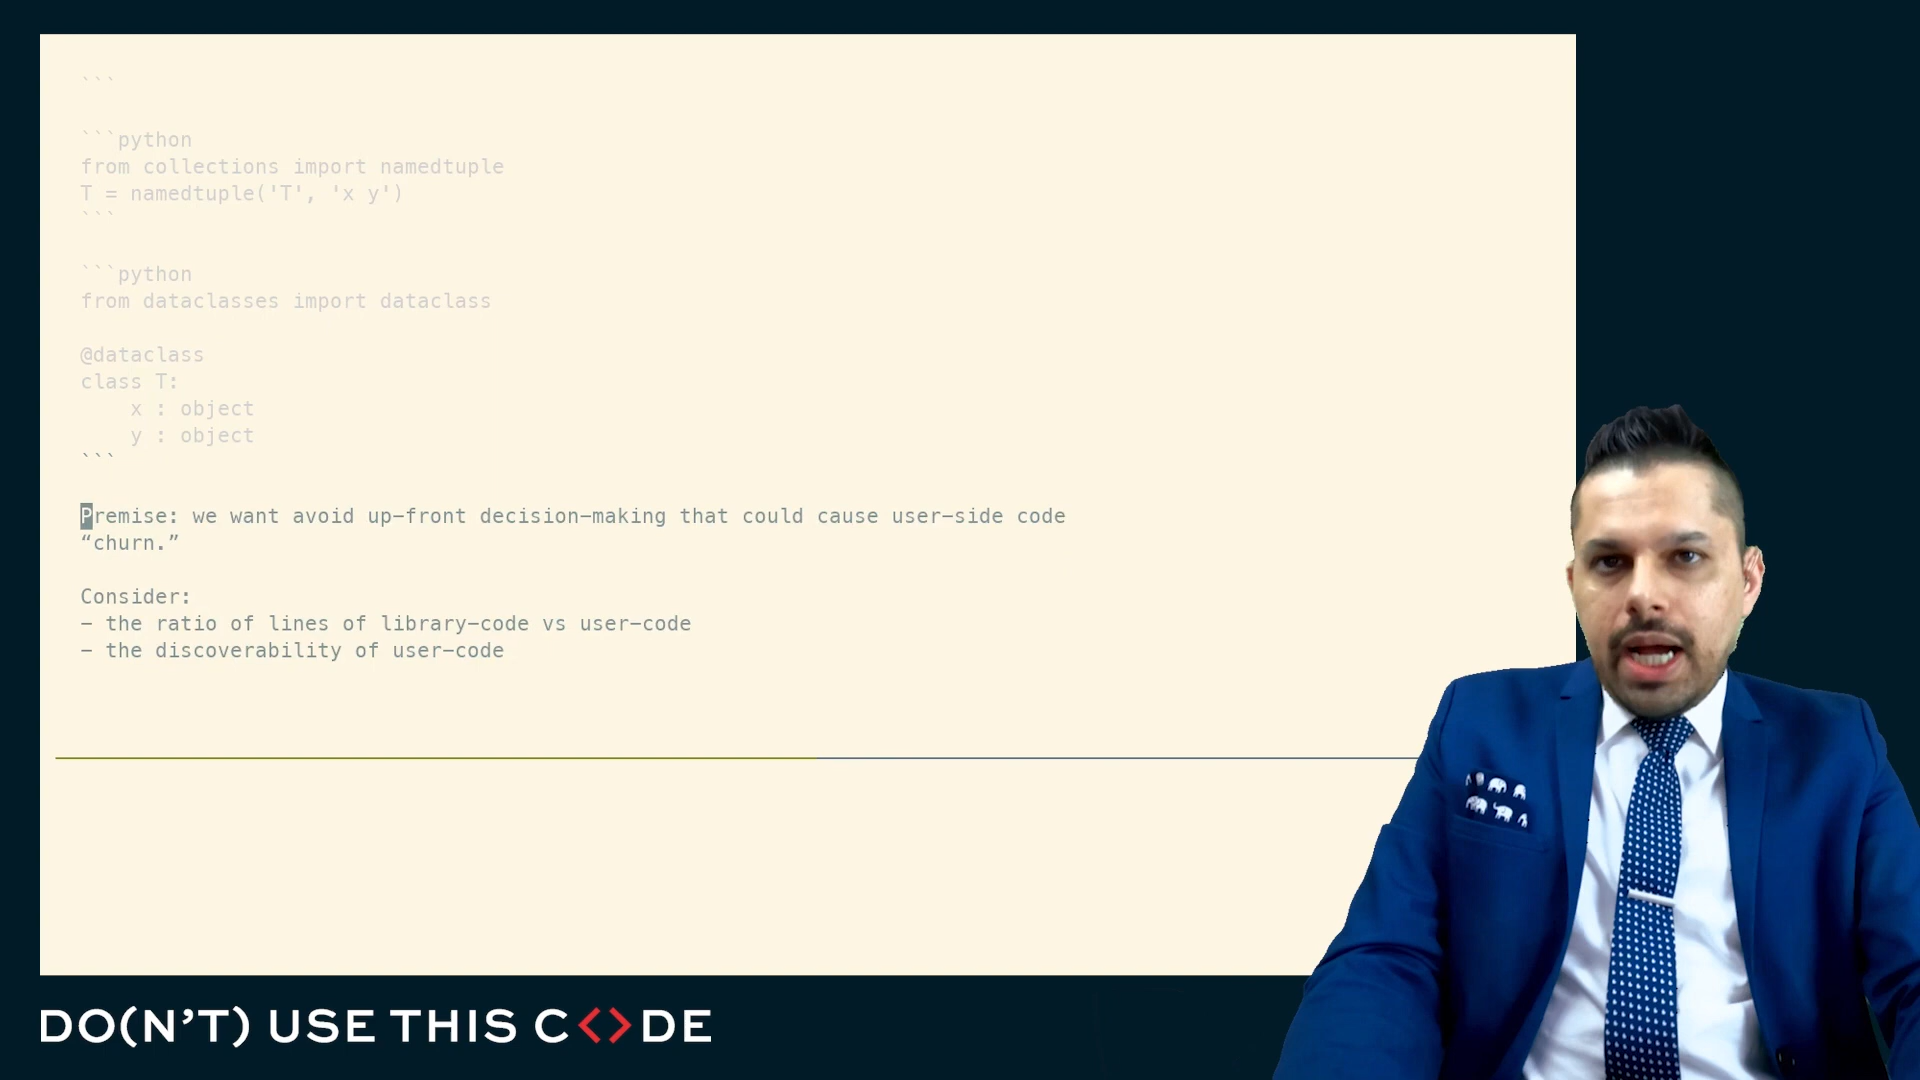 ```
```python
from collections import namedtuple
T = namedtuple('T', 'x y')
```
```python
from dataclasses import dataclass
@dataclass
class T:
    x : object
    y : object
```
Premise: we want avoid up-front decision-making that could cause user-side code
“churn.”
Consider:
- the ratio of lines of library-code vs user-code
- the discoverability of user-code
DO(N’T) USE THIS C<>DE